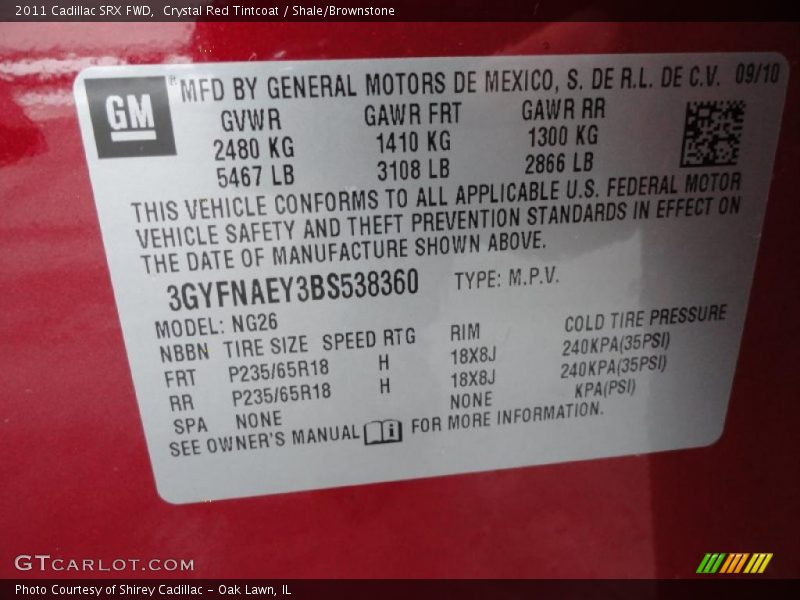 2011 Cadillac SRX FWD,  Crystal Red Tintcoat / Shale/Brownstone
GM ® MFD BY GENERAL MOTORS DE MEXICO, S. DE R.L. DE C.V. 09/10
GVWR GAWR FRT GAWR RR
2480 KG 1410 KG 1300 KG
5467 LB 3108 LB 2866 LB
THIS VEHICLE CONFORMS TO ALL APPLICABLE U.S. FEDERAL MOTOR
VEHICLE SAFETY AND THEFT PREVENTION STANDARDS IN EFFECT ON
THE DATE OF MANUFACTURE SHOWN ABOVE.
3GYFNAEY3BS538360 TYPE: M.P.V.
MODEL: NG26
NBBN TIRE SIZE SPEED RTG RIM COLD TIRE PRESSURE
FRT P235/65R18 H 18X8J 240KPA(35PSI)
RR P235/65R18 H 18X8J 240KPA(35PSI)
SPA NONE NONE KPA(PSI)
SEE OWNER'S MANUAL i FOR MORE INFORMATION.
GTCARLOT.COM
Photo Courtesy of Shirey Cadillac - Oak Lawn, IL